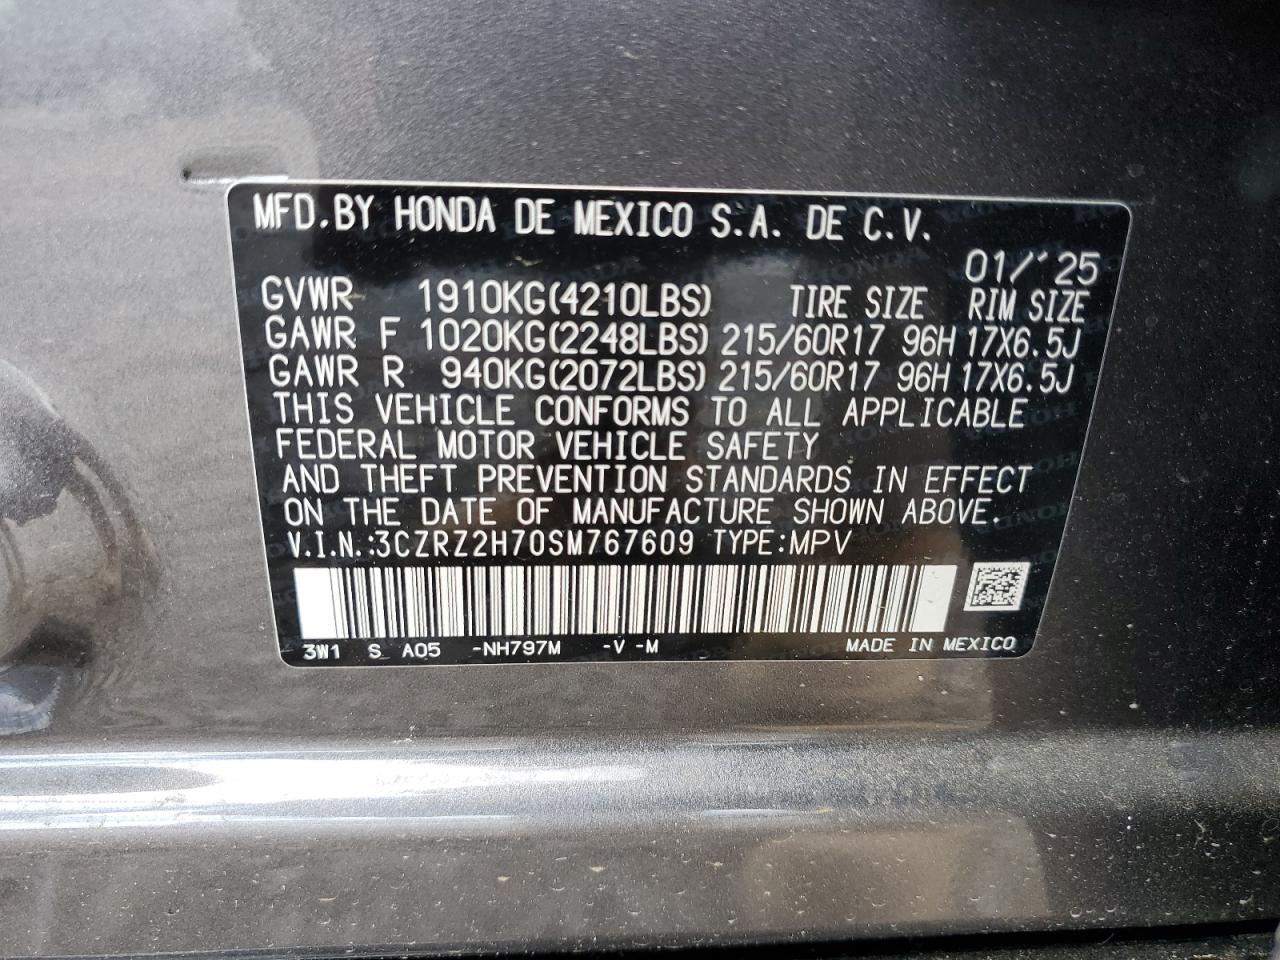 MFD.BY HONDA DE MEXICO S.A. DE C.V.
01/'25
GVWR 1910KG(4210LBS) TIRE SIZE RIM SIZE
GAWR F 1020KG(2248LBS) 215/60R17 96H 17X6.5J
GAWR R 940KG(2072LBS) 215/60R17 96H 17X6.5J
THIS VEHICLE CONFORMS TO ALL APPLICABLE
FEDERAL MOTOR VEHICLE SAFETY
AND THEFT PREVENTION STANDARDS IN EFFECT
ON THE DATE OF MANUFACTURE SHOWN ABOVE.
V.I.N.:3CZRZ2H70SM767609 TYPE:MPV
3W1 S A05 -NH797M -V -M MADE IN MEXICO